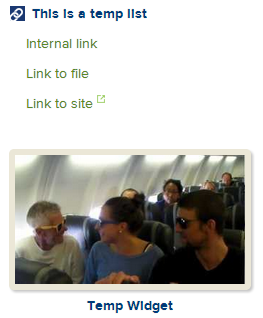 This is a temp list
Internal link
Link to file
Link to site
Temp Widget